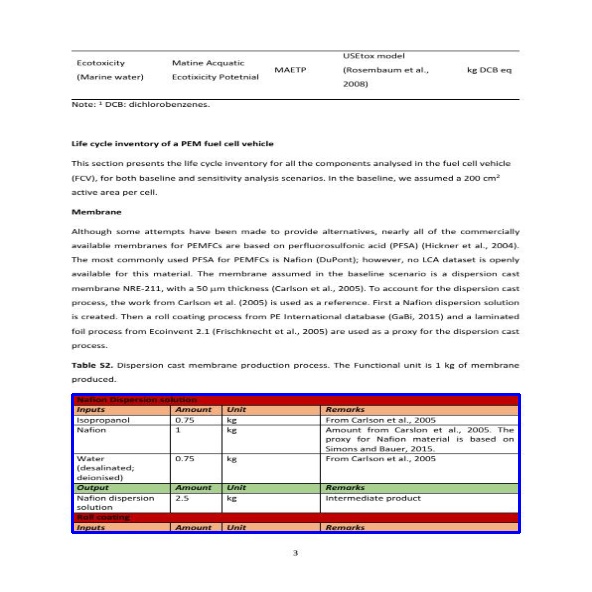 Ecotoxicity (Marine water) Matine Acquatic Ecotixicity Potetnial MAETP USEtox model (Rosembaum et al., 2008) kg DCB eq
Note: ¹ DCB: dichlorobenzenes.
Life cycle inventory of a PEM fuel cell vehicle
This section presents the life cycle inventory for all the components analysed in the fuel cell vehicle
(FCV), for both baseline and sensitivity analysis scenarios. In the baseline, we assumed a 200 cm²
active area per cell.
Membrane
Although some attempts have been made to provide alternatives, nearly all of the commercially
available membranes for PEMFCs are based on perfluorosulfonic acid (PFSA) (Hickner et al., 2004).
The most commonly used PFSA for PEMFCs is Nafion (DuPont); however, no LCA dataset is openly
available for this material. The membrane assumed in the baseline scenario is a dispersion cast
membrane NRE-211, with a 50 μm thickness (Carlson et al., 2005). To account for the dispersion cast
process, the work from Carlson et al. (2005) is used as a reference. First a Nafion dispersion solution
is created. Then a roll coating process from PE International database (GaBi, 2015) and a laminated
foil process from Ecoinvent 2.1 (Frischknecht et al., 2005) are used as a proxy for the dispersion cast
process.
Table S2. Dispersion cast membrane production process. The Functional unit is 1 kg of membrane
produced.
Nafion Dispersion solution
Inputs Amount Unit Remarks
Isopropanol 0.75 kg From Carlson et al., 2005
Nafion 1 kg Amount from Carslon et al., 2005. The
proxy for Nafion material is based on
Simons and Bauer, 2015.
Water 0.75 kg From Carlson et al., 2005
(desalinated;
deionised)
Output Amount Unit Remarks
Nafion dispersion 2.5 kg Intermediate product
solution
Roll coating
Inputs Amount Unit Remarks
3